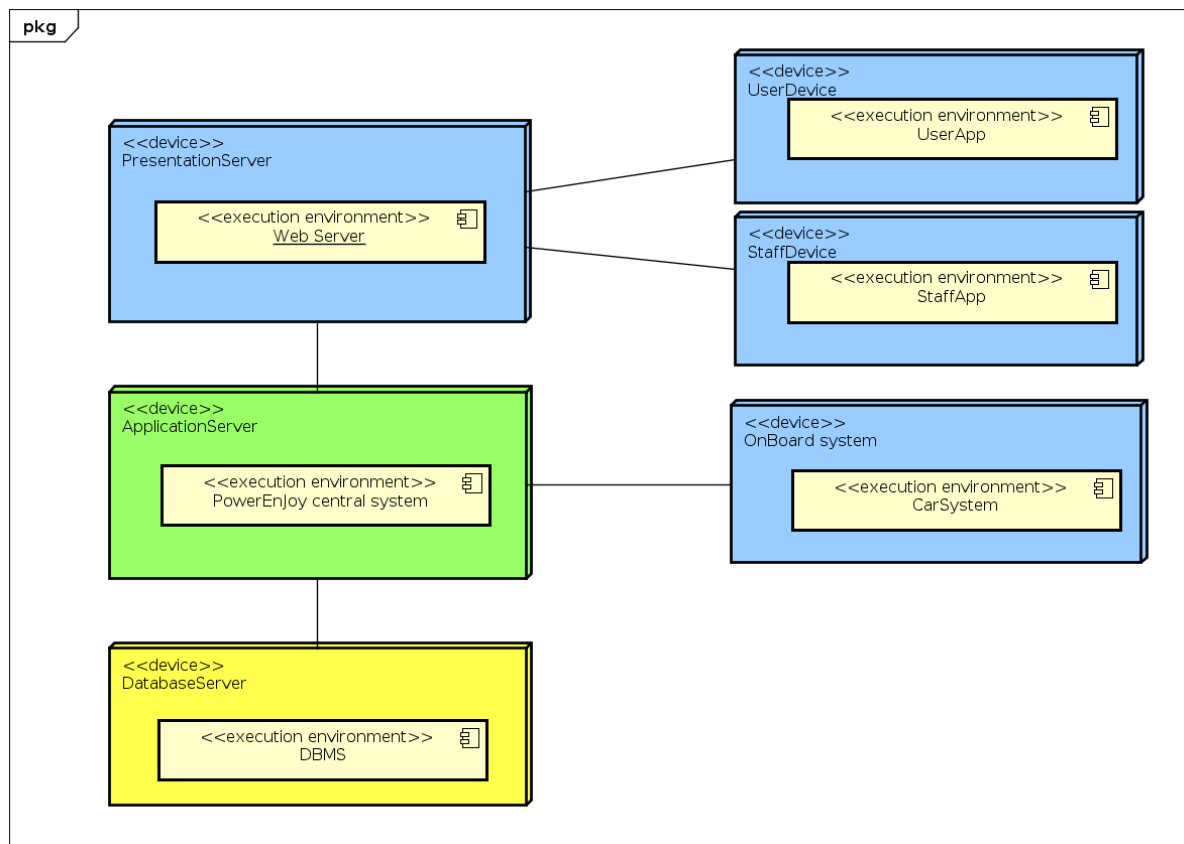 pkg
<<device>>
PresentationServer
<<execution environment>>
Web Server
<<device>>
UserDevice
<<execution environment>>
UserApp
<<device>>
StaffDevice
<<execution environment>>
StaffApp
<<device>>
ApplicationServer
<<execution environment>>
PowerEnJoy central system
<<device>>
OnBoard system
<<execution environment>>
CarSystem
<<device>>
DatabaseServer
<<execution environment>>
DBMS